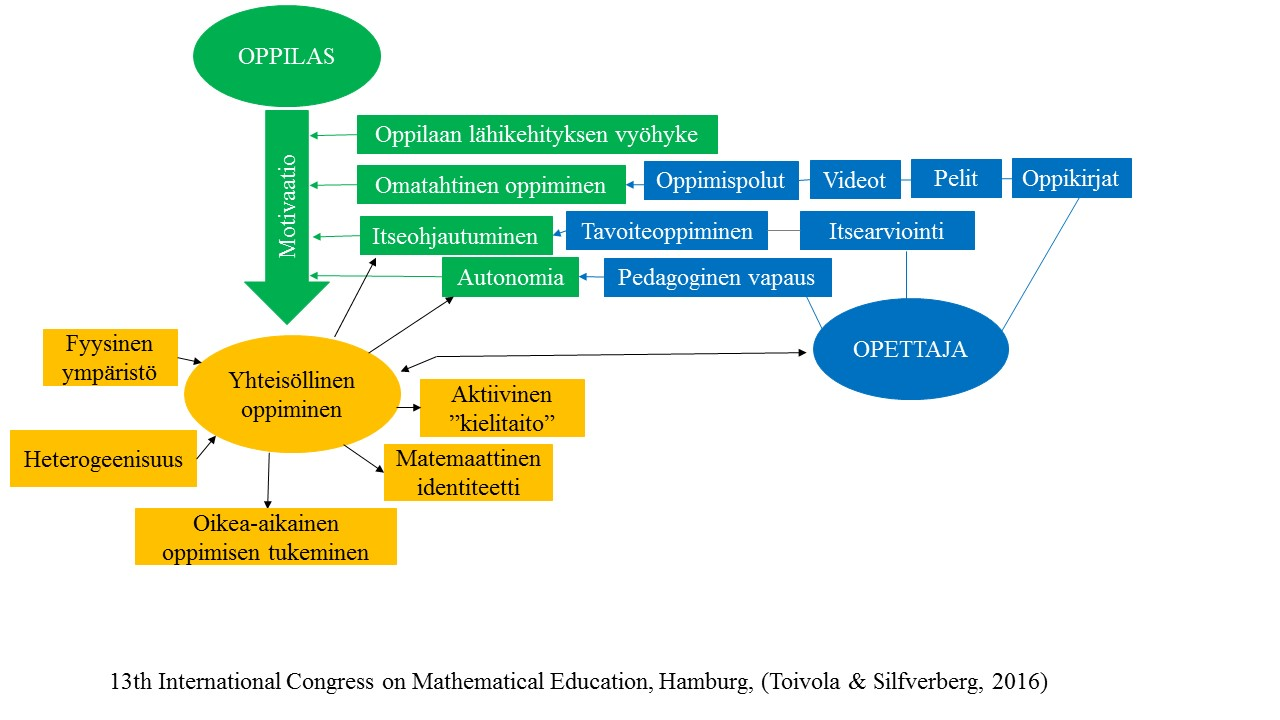 OPPILAS
Motivaatio
Oppilaan lähikehityksen vyöhyke
Omatahtinen oppiminen
Oppimispolut
Videot
Pelit
Oppikirjat
Itseohjautuminen
Tavoiteoppiminen
Itsearviointi
Autonomia
Pedagoginen vapaus
OPETTAJA
Fyysinen
ympäristö
Yhteisöllinen
oppiminen
Aktiivinen
”kielitaito”
Heterogeenisuus
Matemaattinen
identiteetti
Oikea-aikainen
oppimisen tukeminen
13th International Congress on Mathematical Education, Hamburg, (Toivola & Silfverberg, 2016)